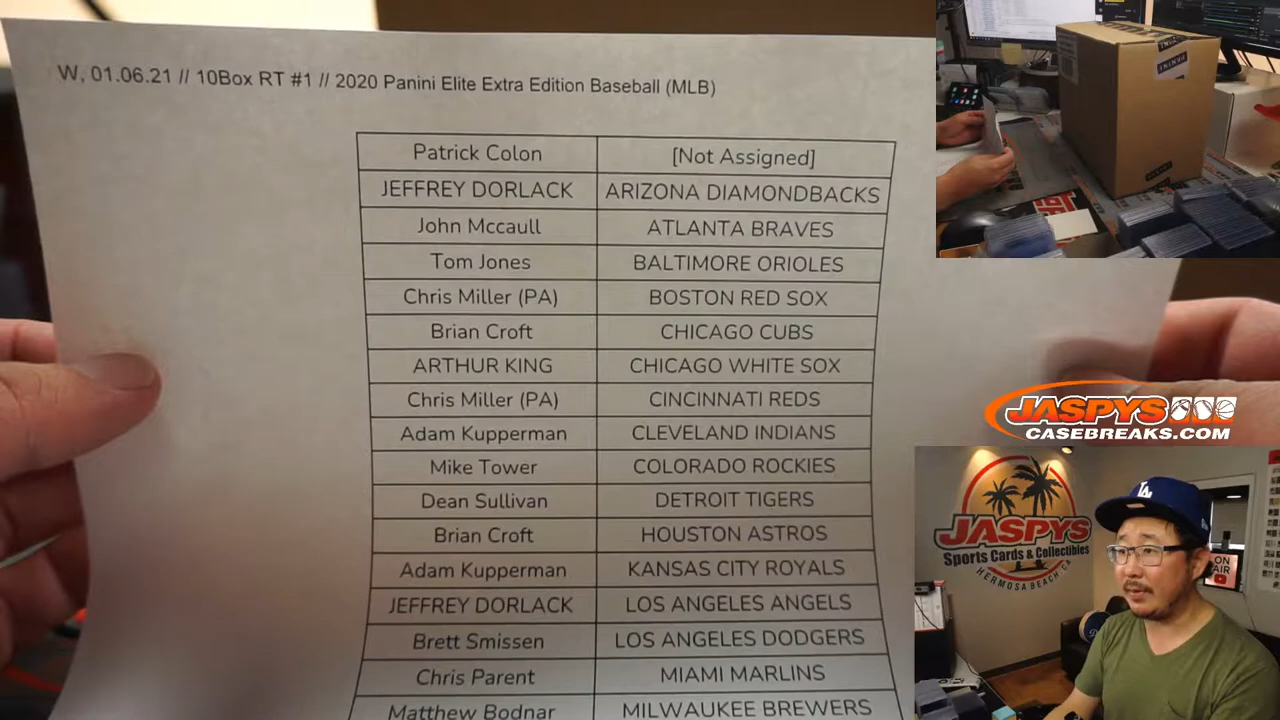 W, 01.06.21 // 10Box RT #1 // 2020 Panini Elite Extra Edition Baseball (MLB)
Patrick Colon [Not Assigned]
JEFFREY DORLACK ARIZONA DIAMONDBACKS
John Mccaull ATLANTA BRAVES
Tom Jones BALTIMORE ORIOLES
Chris Miller (PA) BOSTON RED SOX
Brian Croft CHICAGO CUBS
ARTHUR KING CHICAGO WHITE SOX
Chris Miller (PA) CINCINNATI REDS
Adam Kupperman CLEVELAND INDIANS
Mike Tower COLORADO ROCKIES
Dean Sullivan DETROIT TIGERS
Brian Croft HOUSTON ASTROS
Adam Kupperman KANSAS CITY ROYALS
JEFFREY DORLACK LOS ANGELES ANGELS
Brett Smissen LOS ANGELES DODGERS
Chris Parent MIAMI MARLINS
Matthew Bodnar MILWAUKEE BREWERS
PANINI
JASPYS
CASEBREAKS.COM
JASPYS
Sports Cards & Collectibles
HERMOSA BEACH, CA
LA
ON
AIR